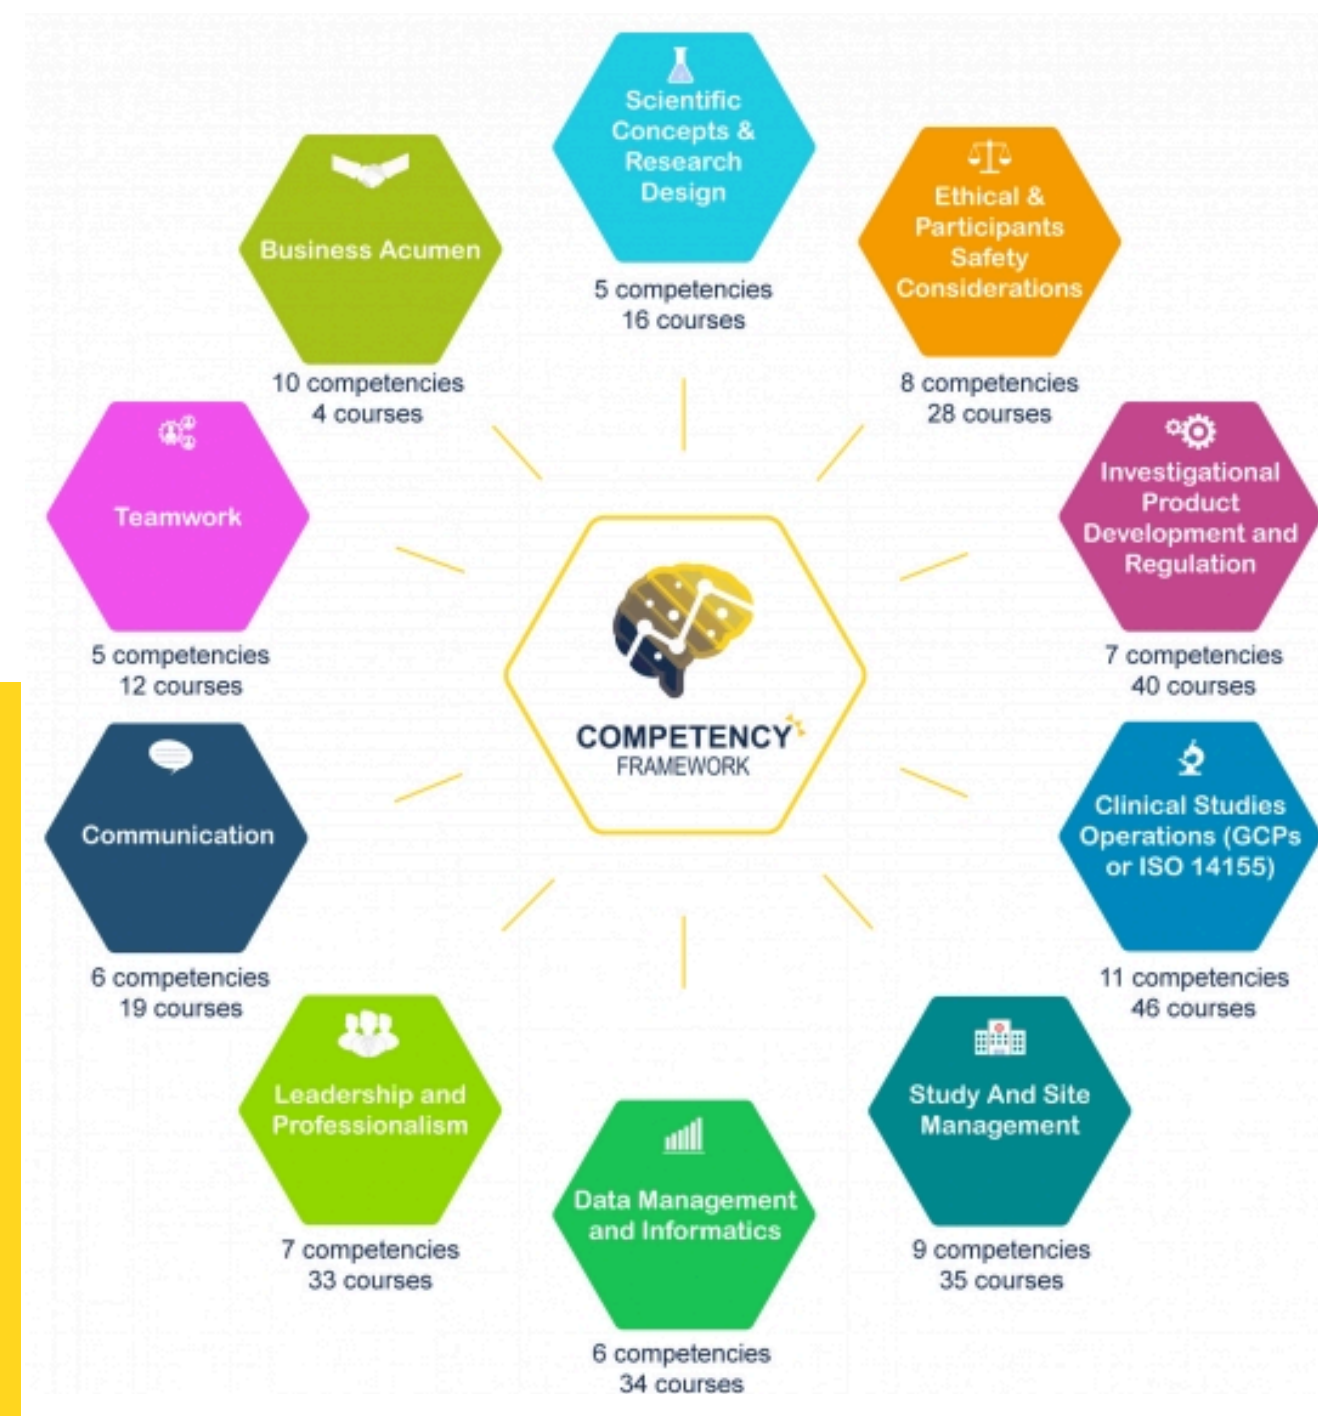 Scientific
Concepts &
Research
Design
5 competencies
16 courses
Ethical &
Participants
Safety
Considerations
8 competencies
28 courses
Investigational
Product
Development and
Regulation
7 competencies
40 courses
Clinical Studies
Operations (GCPs
or ISO 14155)
11 competencies
46 courses
Study And Site
Management
9 competencies
35 courses
Data Management
and Informatics
6 competencies
34 courses
Leadership and
Professionalism
7 competencies
33 courses
Communication
6 competencies
19 courses
Teamwork
5 competencies
12 courses
Business Acumen
10 competencies
4 courses
COMPETENCY
FRAMEWORK